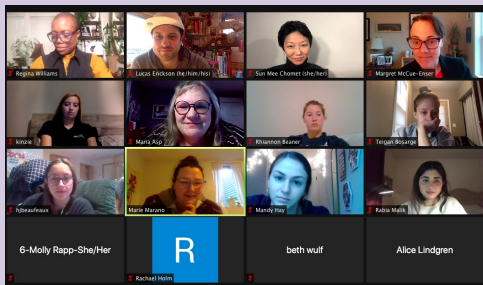 Regina Williams
Lucas Erickson (he/him/his)
Sun Mee Chomet (she/her)
Margret McCue-Enser
kinzie
Maria Asp
Rhiannon Beaner
Teigan Bosarge
hjbeaufeaux
Marie Marano
Mandy Hay
Rabia Malik
6-Molly Rapp-She/Her
R
Rachael Holm
beth wulf
Alice Lindgren